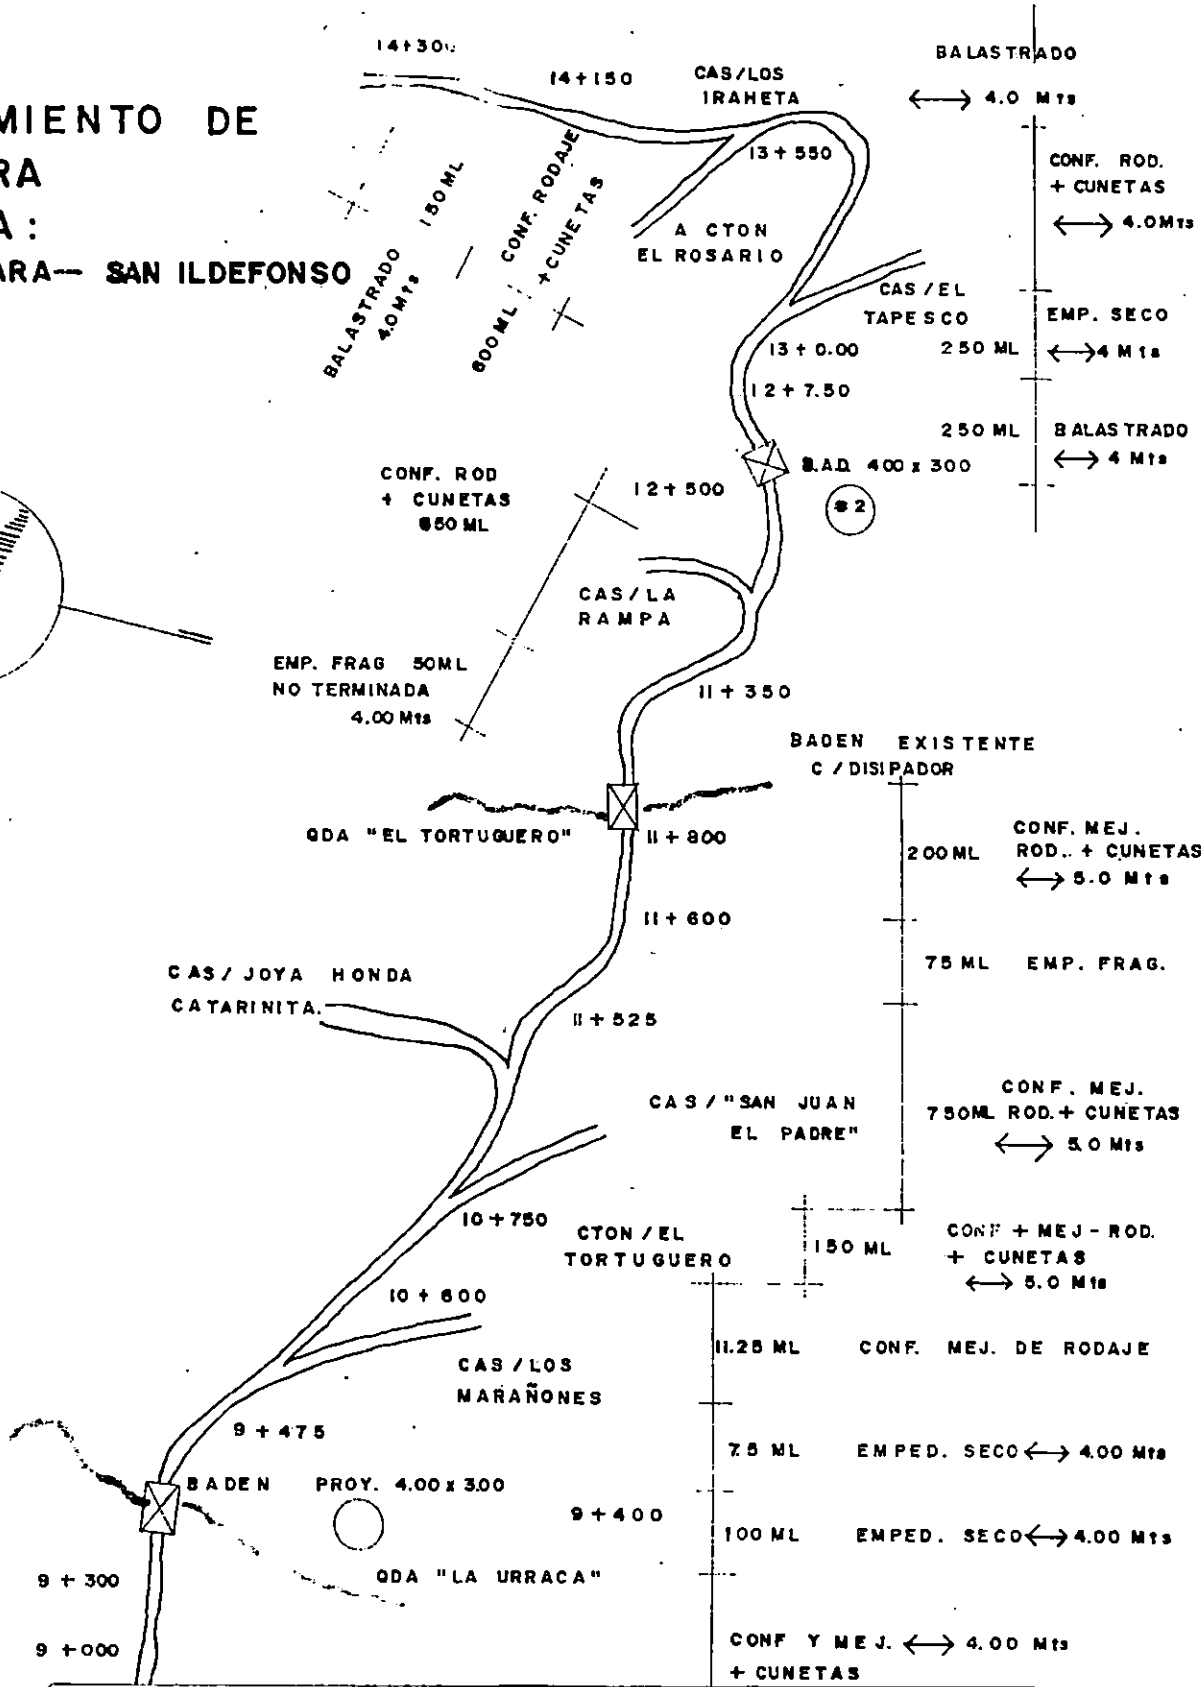 14+30
14+150
CAS/LOS
IRAHETA
BALASTRADO
4.0 Mts
MIENTO DE
RA
A:
ARA-- SAN ILDEFONSO
13+550
CONF. ROD.
+ CUNETAS
4.0Mts
BALASTRADO 150 ML
4.0 Mts
600ML CONF. RODAJE
+ CUNETAS
A CTON
EL ROSARIO
CAS/EL
TAPESCO
EMP. SECO
13+0.00
250 ML
4 Mts
12+7.50
250 ML
BALASTRADO
4 Mts
B.AD. 400 x 300
#2
CONF. ROD
+ CUNETAS
650 ML
12+500
CAS/LA
RAMPA
EMP. FRAG 50ML
NO TERMINADA
4.00 Mts
11+350
BADEN EXISTENTE
C/DISIPADOR
QDA "EL TORTUGUERO"
11+800
200ML
CONF. MEJ.
ROD.. + CUNETAS
5.0 Mts
11+600
75 ML EMP. FRAG.
CAS/ JOYA HONDA
CATARINITA.
11+525
CAS/"SAN JUAN
EL PADRE"
CONF. MEJ.
750ML ROD.+ CUNETAS
5.0 Mts
10+750
CTON/EL
TORTUGUERO
150 ML
CONF + MEJ-ROD.
+ CUNETAS
5.0 Mts
10+600
CAS/LOS
MARAÑONES
11.25 ML CONF. MEJ. DE RODAJE
9+475
7.5 ML EMPED. SECO 4.00 Mts
BADEN PROY. 4.00 x 3.00
9+400
100 ML EMPED. SECO 4.00 Mts
QDA "LA URRACA"
9+300
9+000
CONF Y MEJ. 4.00 Mts
+ CUNETAS